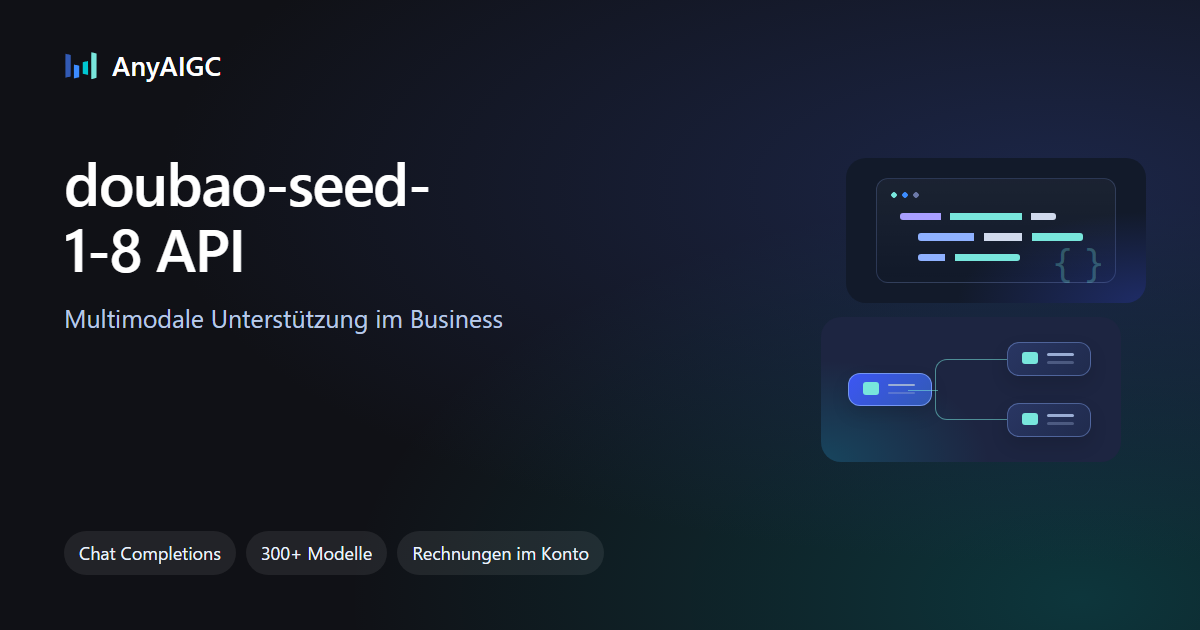 AnyAIGC
doubao-seed-
1-8 API
Multimodale Unterstützung im Business
{ }
Chat Completions
300+ Modelle
Rechnungen im Konto